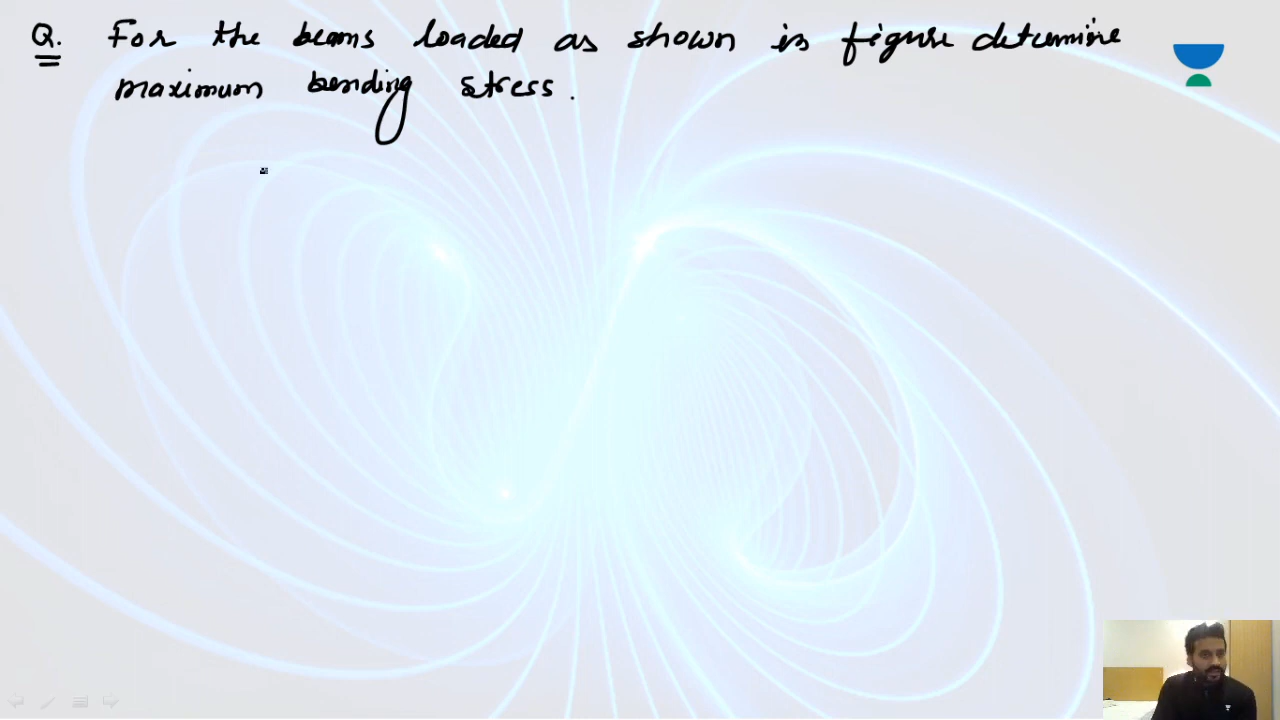 Q. For the beams loaded as shown in figure determine
maximum bending stress.